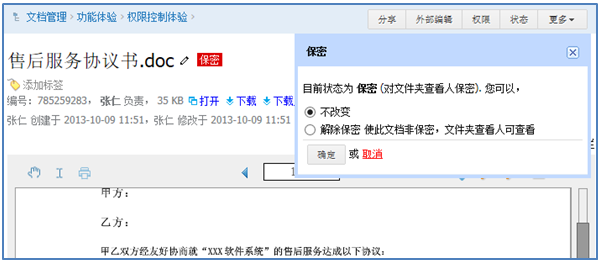 文档管理 > 功能体验 > 权限控制体验 >
分享 外部编辑 权限 状态 更多
售后服务协议书.doc 保密
添加标签
编号：785259283，张仁 负责，35 KB 打开 下载 下载
张仁 创建于 2013-10-09 11:51，张仁 修改于 2013-10-09 11:51
保密
目前状态为 保密 (对文件夹查看人保密). 您可以，
不改变
解除保密 使此文档非保密，文件夹查看人可查看
确定 或 取消
1
甲方：
乙方：
甲乙双方经友好协商就“XXX 软件系统”的售后服务达成以下协议：